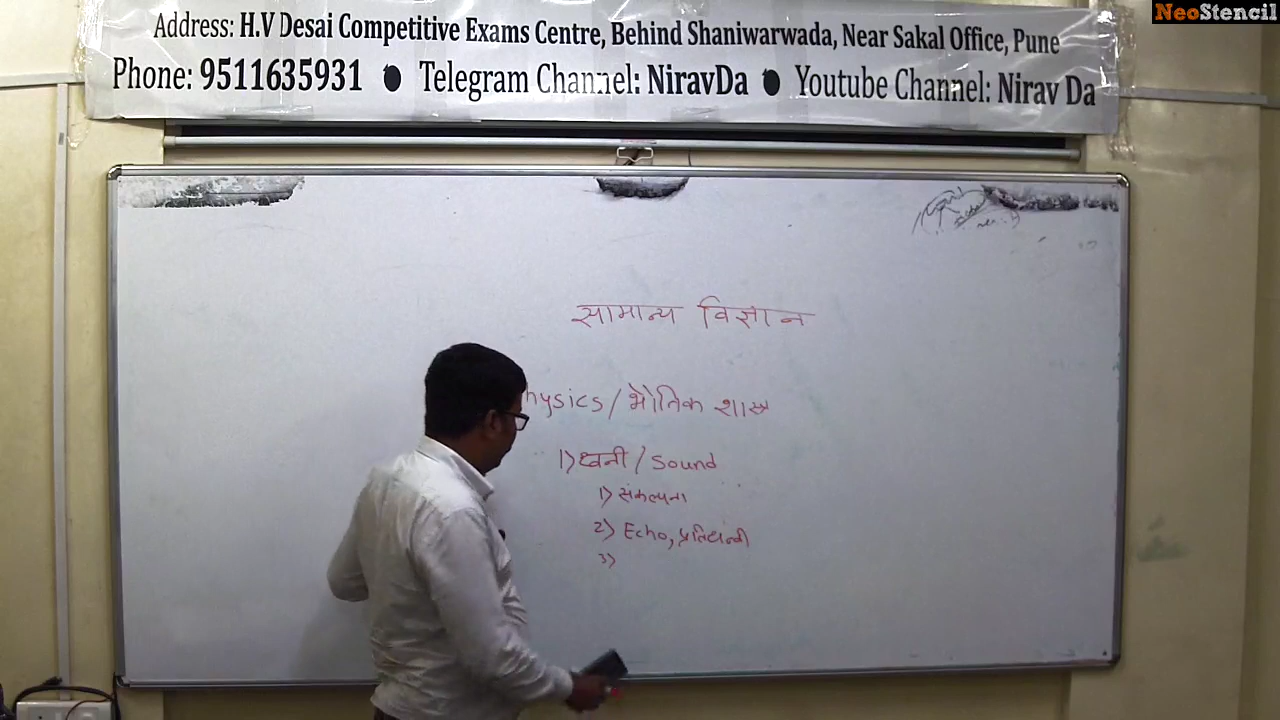 NeoStencil
Address: H.V Desai Competitive Exams Centre, Behind Shaniwarwada, Near Sakal Office, Pune
Phone: 9511635931 ● Telegram Channel: NiravDa ● Youtube Channel: Nirav Da
सामान्य विज्ञान
hysics / भौतिक शास्त्र
1) ध्वनी / Sound
1) संकल्पना
2) Echo, प्रतिध्वनी
3)